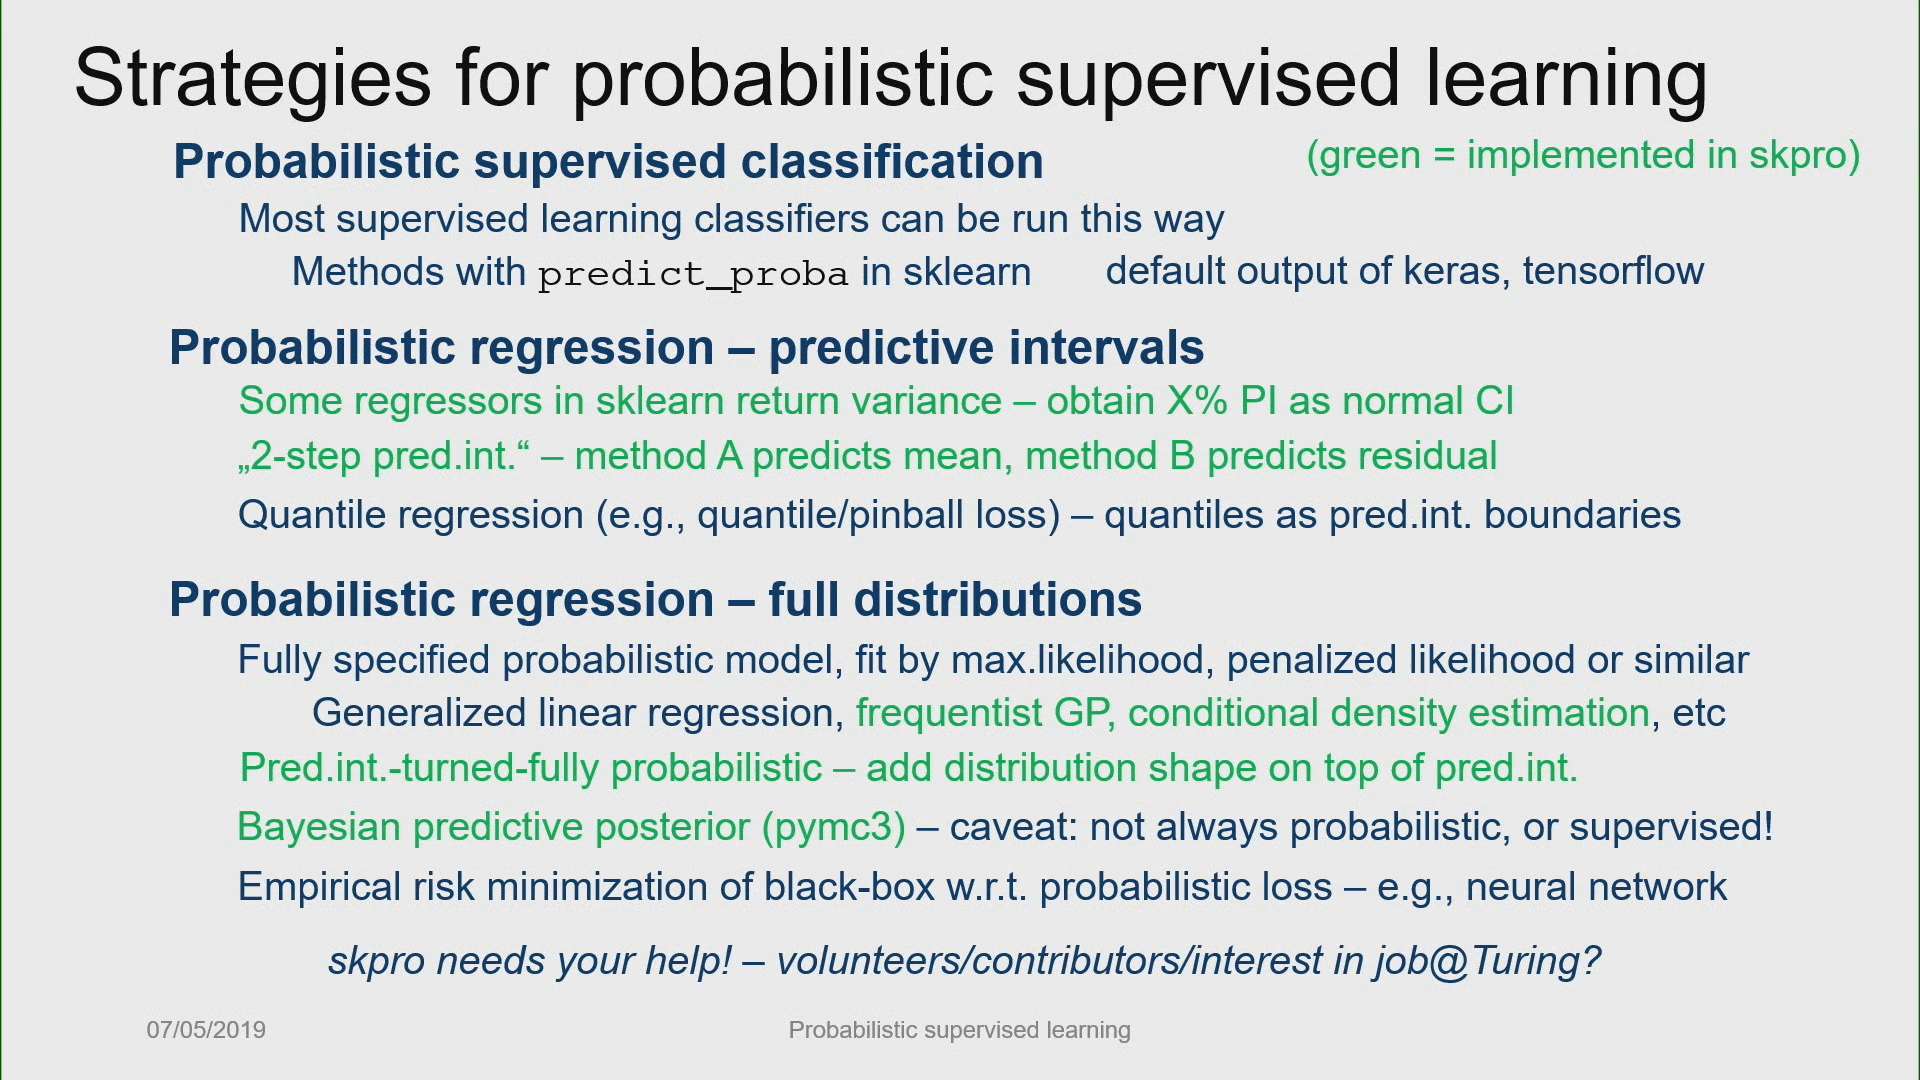 Strategies for probabilistic supervised learning
Probabilistic supervised classification
(green = implemented in skpro)
Most supervised learning classifiers can be run this way
Methods with predict_proba in sklearn default output of keras, tensorflow
Probabilistic regression – predictive intervals
Some regressors in sklearn return variance – obtain X% PI as normal CI
„2-step pred.int.“ – method A predicts mean, method B predicts residual
Quantile regression (e.g., quantile/pinball loss) – quantiles as pred.int. boundaries
Probabilistic regression – full distributions
Fully specified probabilistic model, fit by max.likelihood, penalized likelihood or similar
Generalized linear regression, frequentist GP, conditional density estimation, etc
Pred.int.-turned-fully probabilistic – add distribution shape on top of pred.int.
Bayesian predictive posterior (pymc3) – caveat: not always probabilistic, or supervised!
Empirical risk minimization of black-box w.r.t. probabilistic loss – e.g., neural network
skpro needs your help! – volunteers/contributors/interest in job@Turing?
07/05/2019
Probabilistic supervised learning